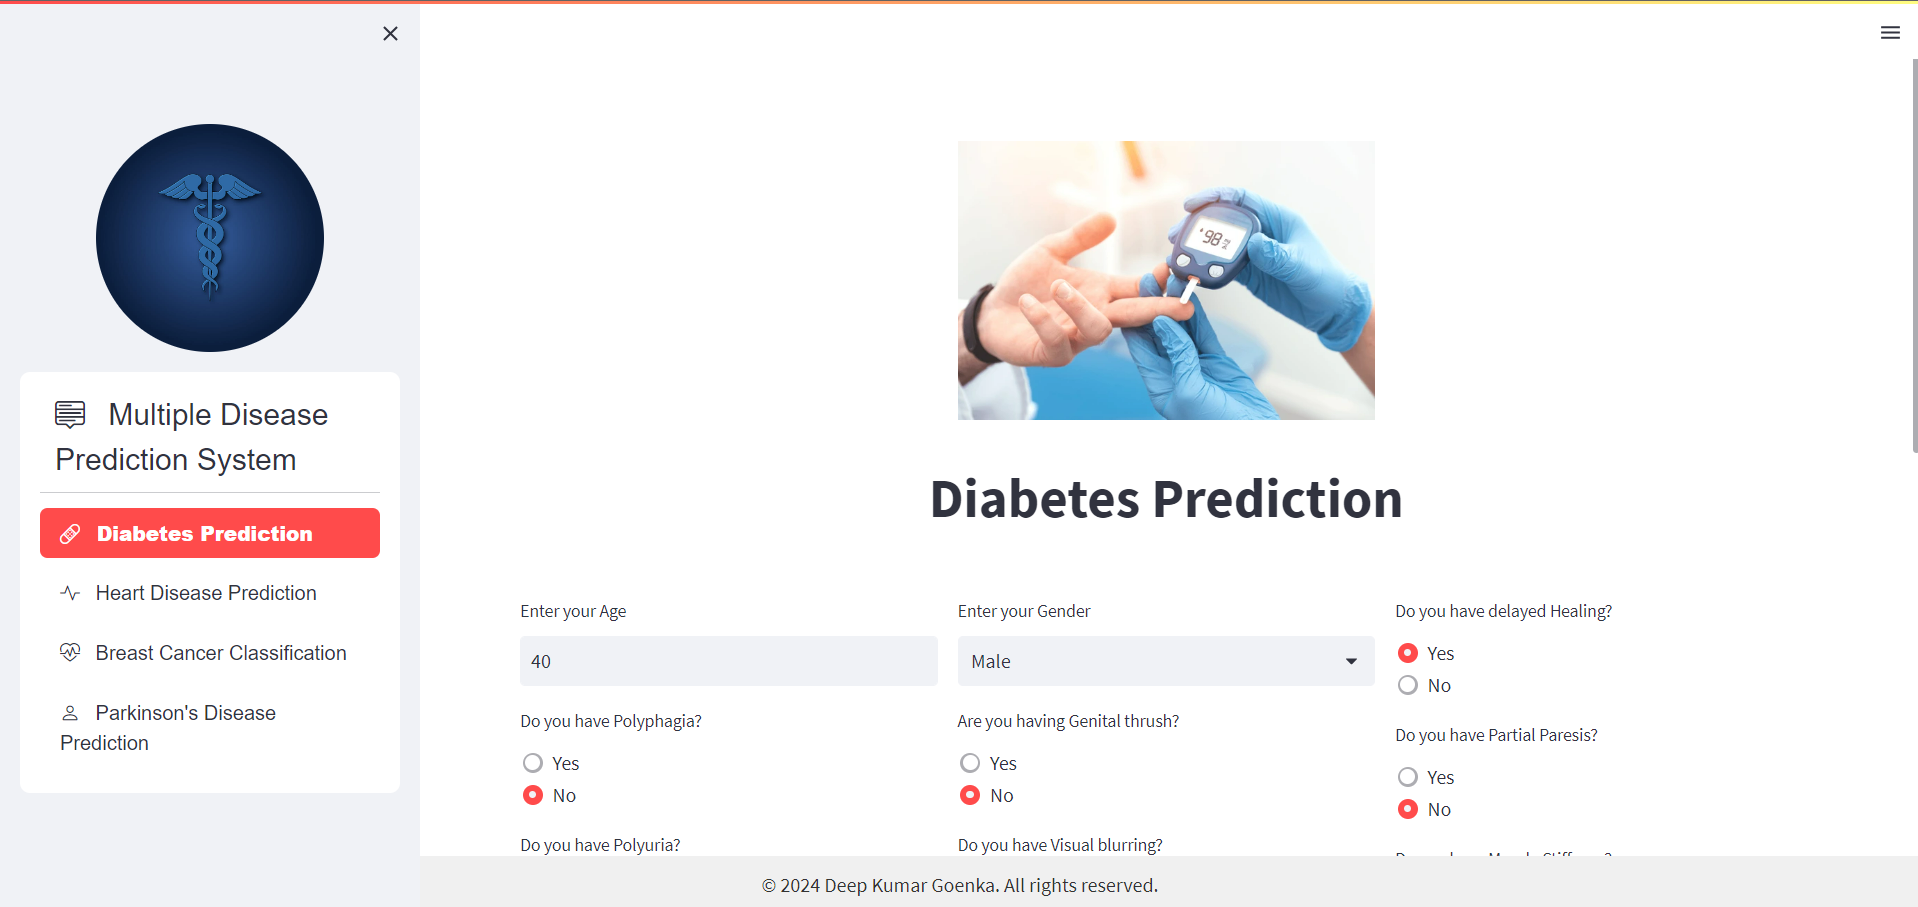 Multiple Disease
Prediction System
Diabetes Prediction
Heart Disease Prediction
Breast Cancer Classification
Parkinson's Disease
Prediction
98
Diabetes Prediction
Enter your Age
40
Enter your Gender
Male
Do you have delayed Healing?
Yes
No
Do you have Polyphagia?
Yes
No
Are you having Genital thrush?
Yes
No
Do you have Partial Paresis?
Yes
No
Do you have Polyuria?
Do you have Visual blurring?
© 2024 Deep Kumar Goenka. All rights reserved.